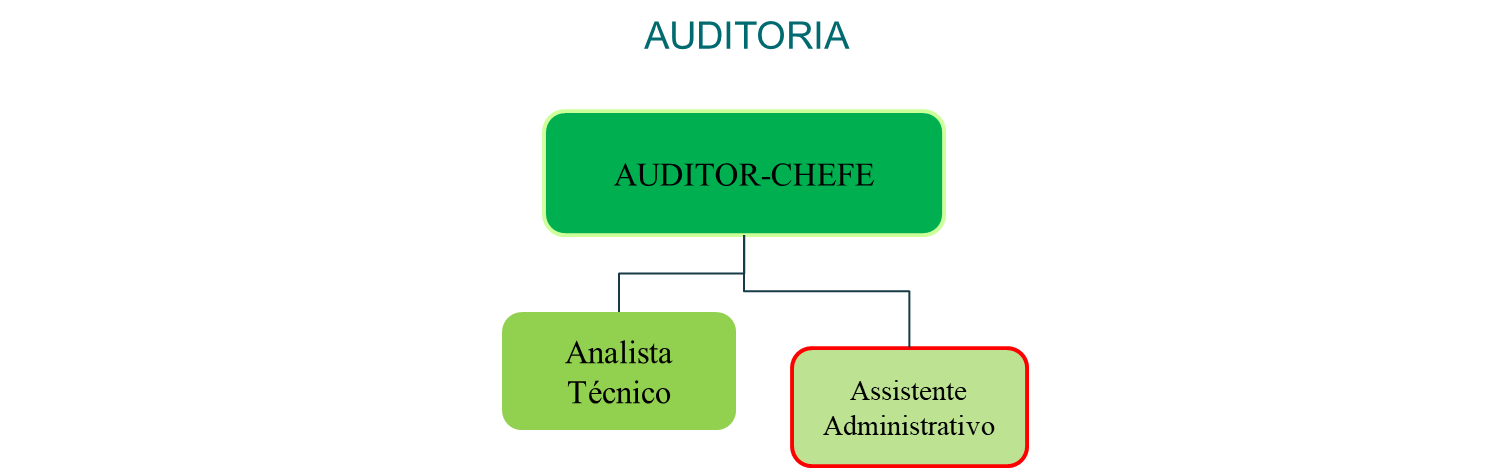 AUDITORIA
AUDITOR-CHEFE
Analista
Técnico
Assistente
Administrativo